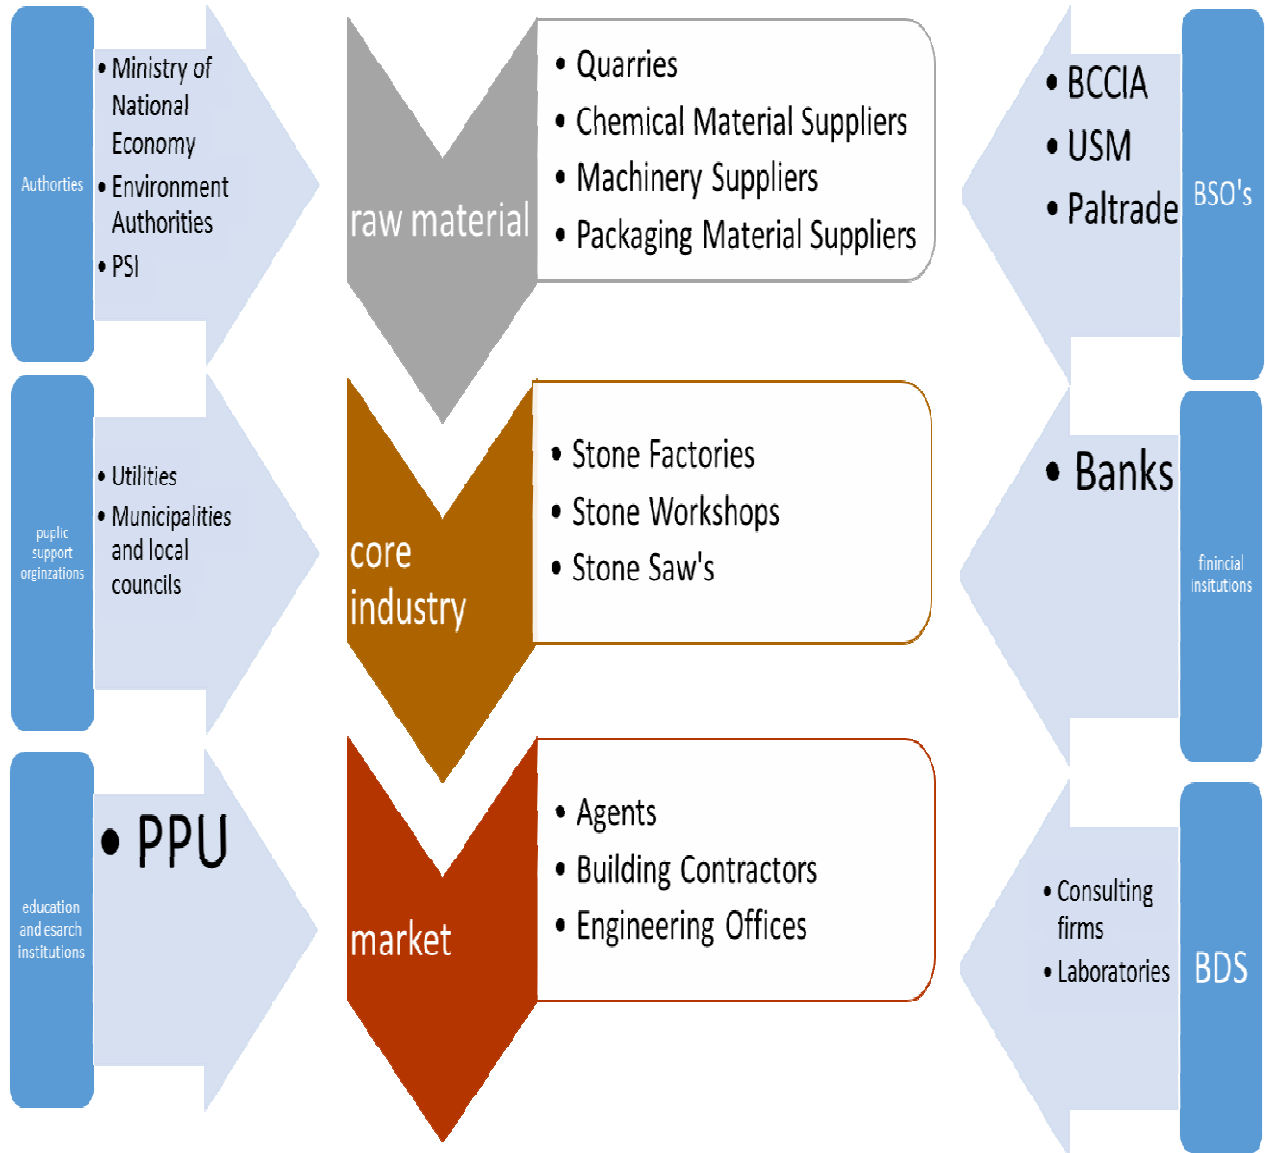 Authorties
• Ministry of
National
Economy
• Environment
Authorities
• PSI
raw material
• Quarries
• Chemical Material Suppliers
• Machinery Suppliers
• Packaging Material Suppliers
• BCCIA
• USM
• Paltrade
BSO's
puplic
support
orginzations
• Utilities
• Municipalities
and local
councils
core
industry
• Stone Factories
• Stone Workshops
• Stone Saw's
• Banks
finincial
insitutions
education
and esarch
institutions
• PPU
market
• Agents
• Building Contractors
• Engineering Offices
• Consulting
firms
• Laboratories
BDS